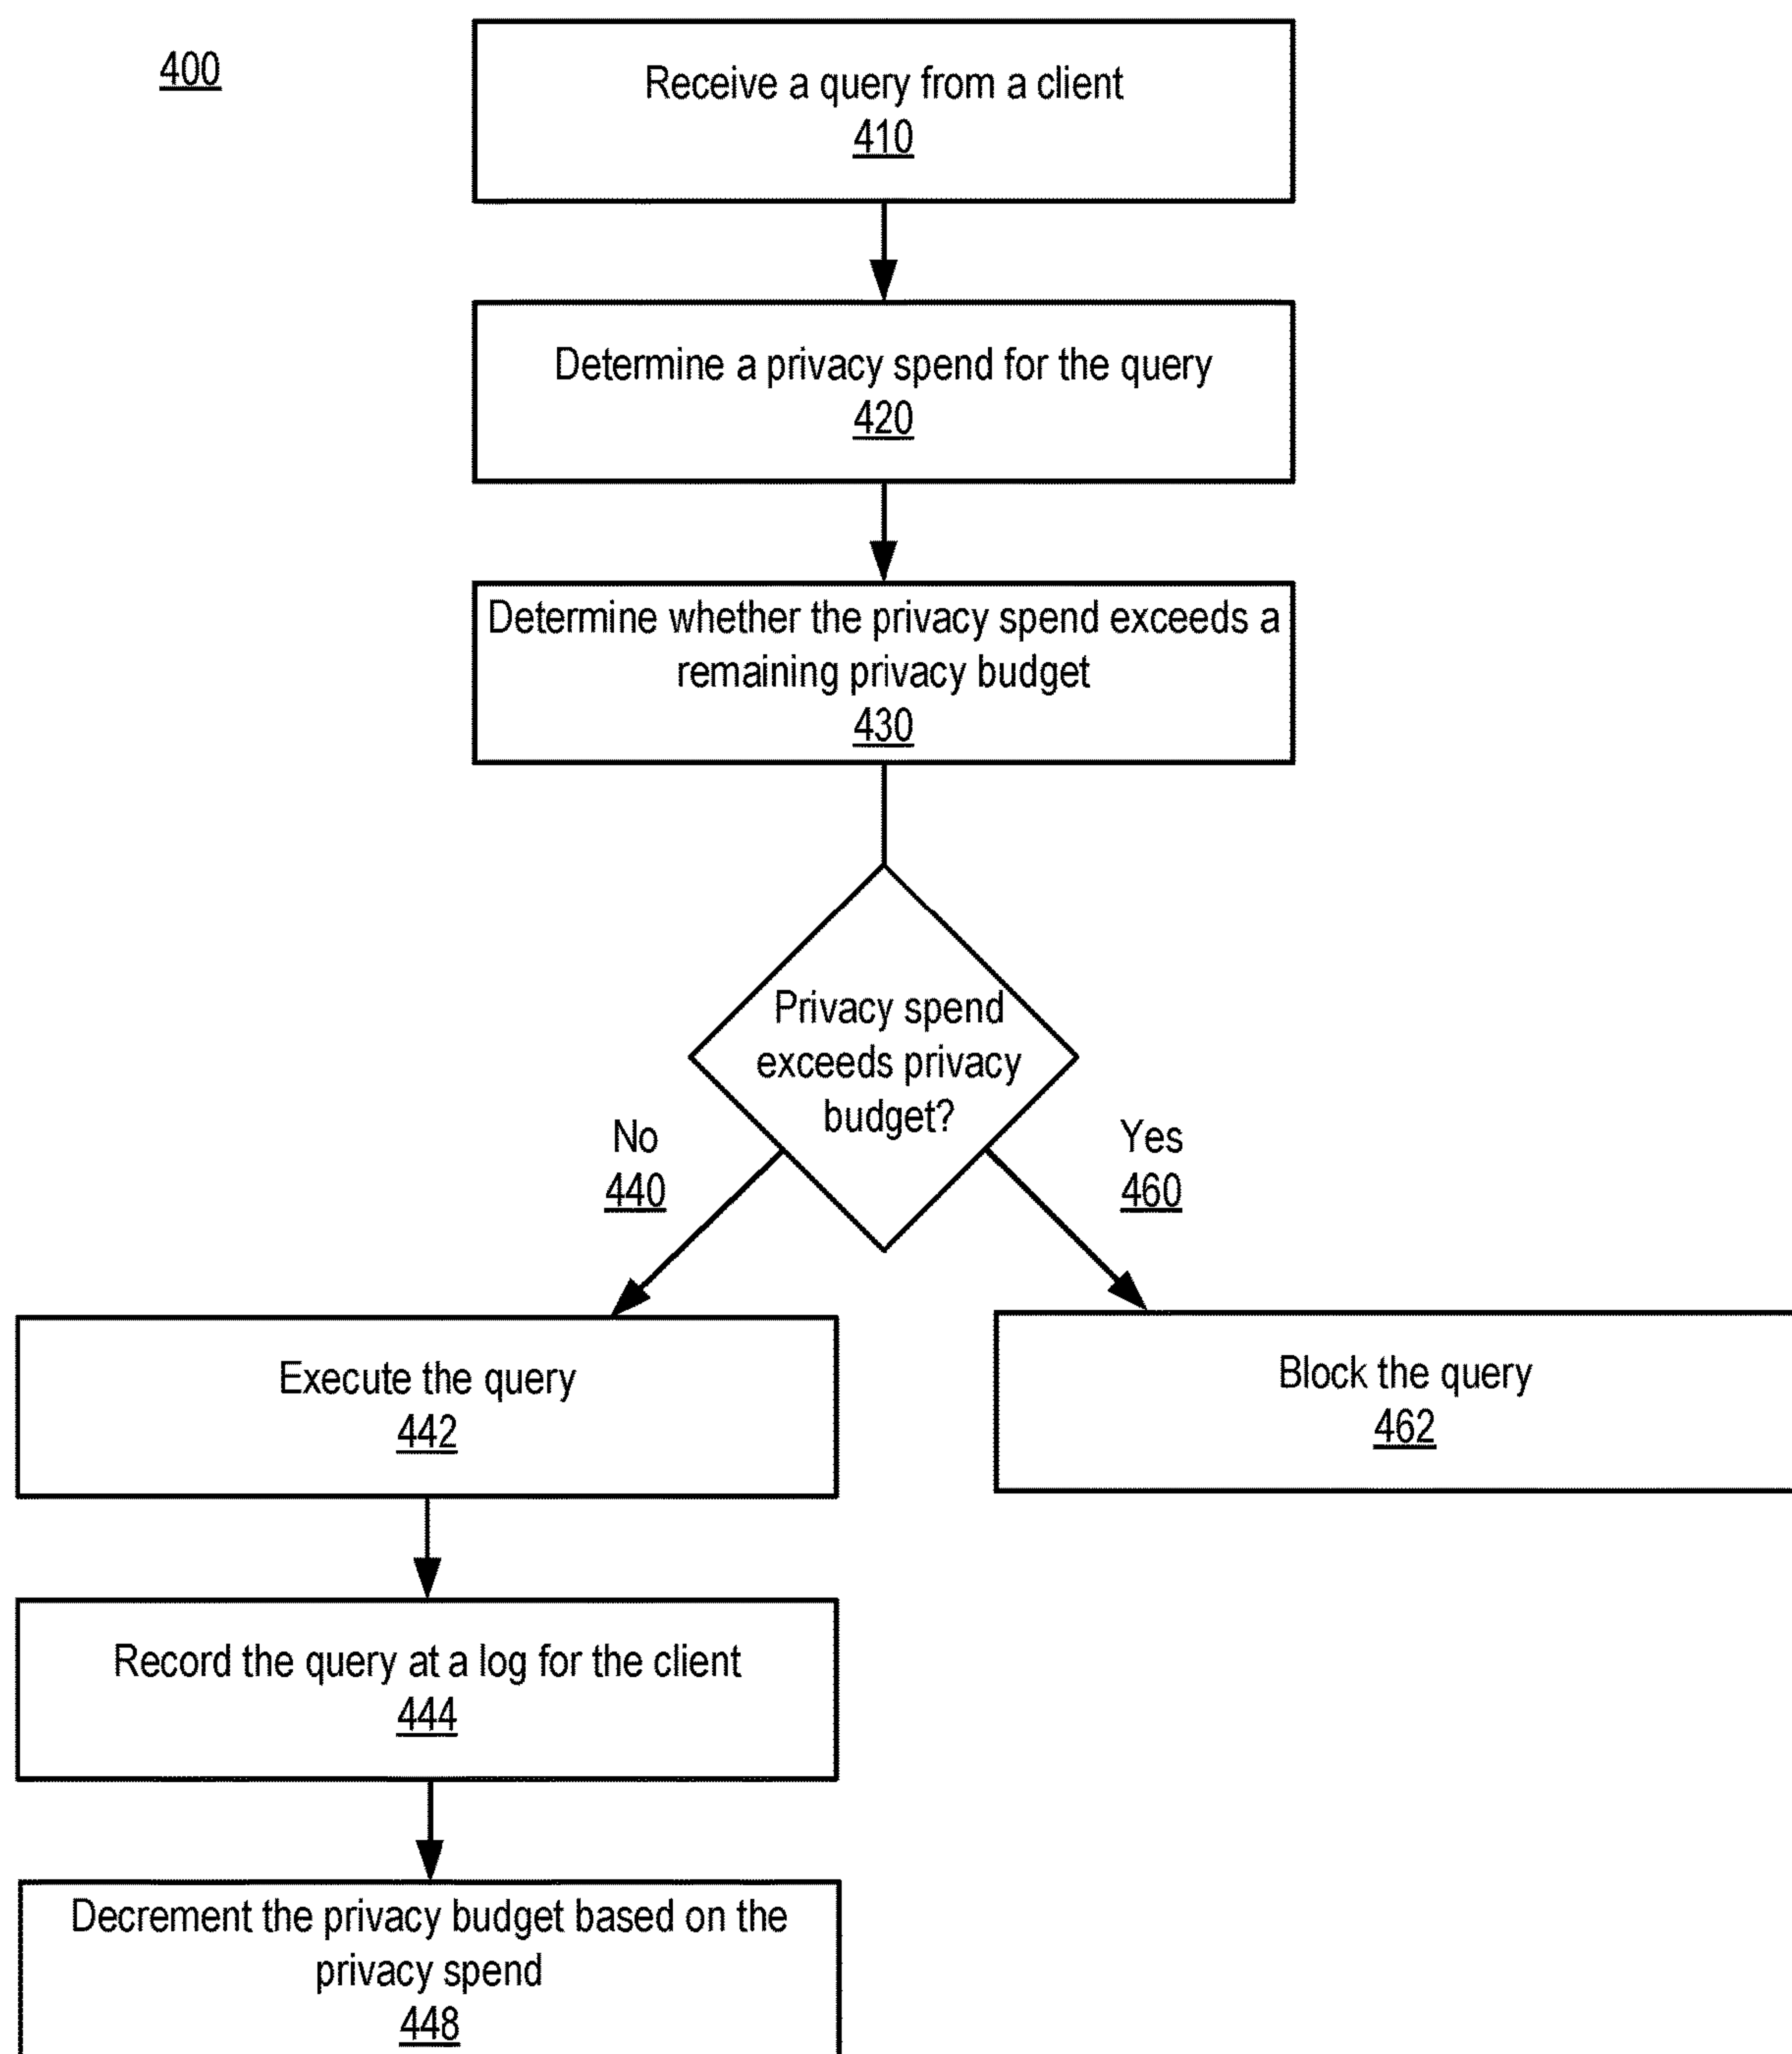 400
Receive a query from a client
410
Determine a privacy spend for the query
420
Determine whether the privacy spend exceeds a
remaining privacy budget
430
Privacy spend
exceeds privacy
budget?
No
440
Yes
460
Execute the query
442
Block the query
462
Record the query at a log for the client
444
Decrement the privacy budget based on the
privacy spend
448